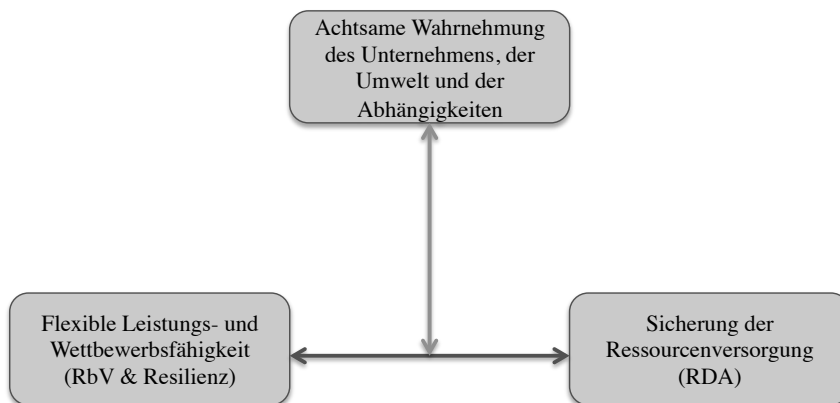 Achtsame Wahrnehmung
des Unternehmens, der
Umwelt und der
Abhängigkeiten
Flexible Leistungs- und
Wettbewerbsfähigkeit
(RbV & Resilienz)
Sicherung der
Ressourcenversorgung
(RDA)